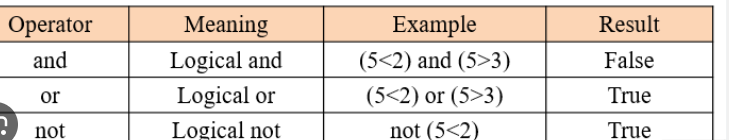 Operator Meaning Example Result
and Logical and (5<2) and (5>3) False
or Logical or (5<2) or (5>3) True
not Logical not not (5<2) True